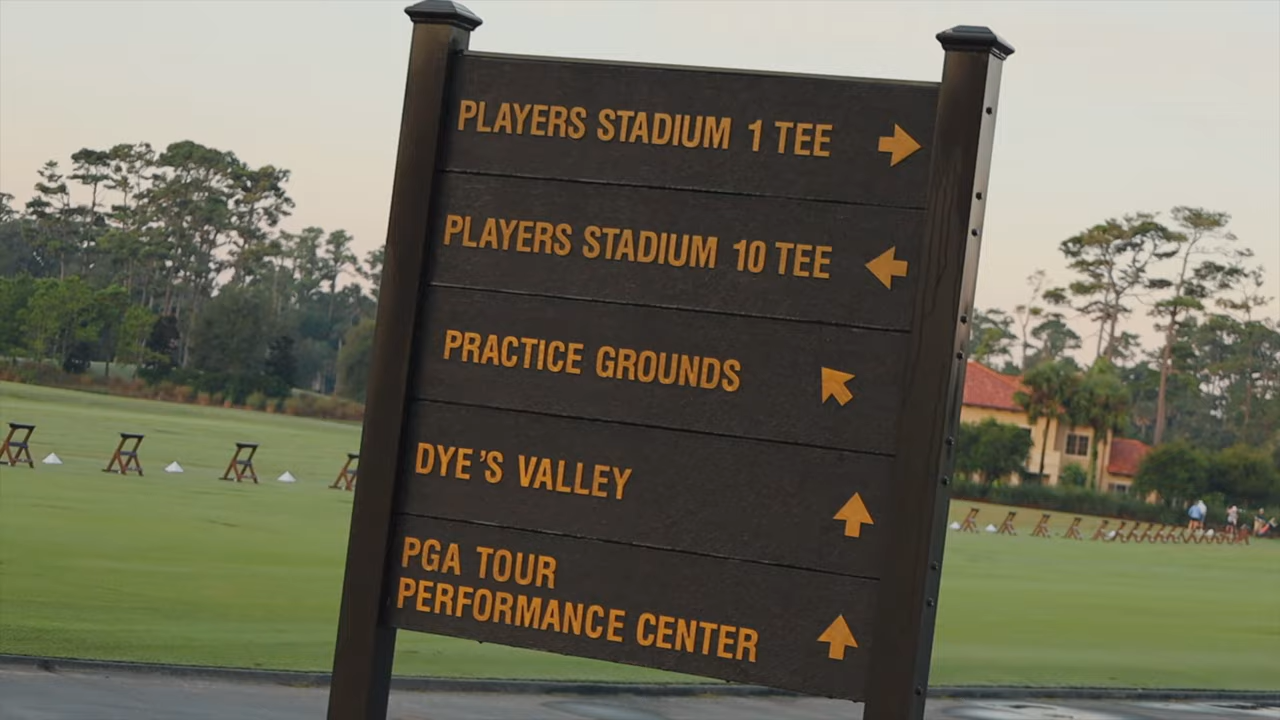 PLAYERS STADIUM 1 TEE
PLAYERS STADIUM 10 TEE
PRACTICE GROUNDS
DYE'S VALLEY
PGA TOUR
PERFORMANCE CENTER